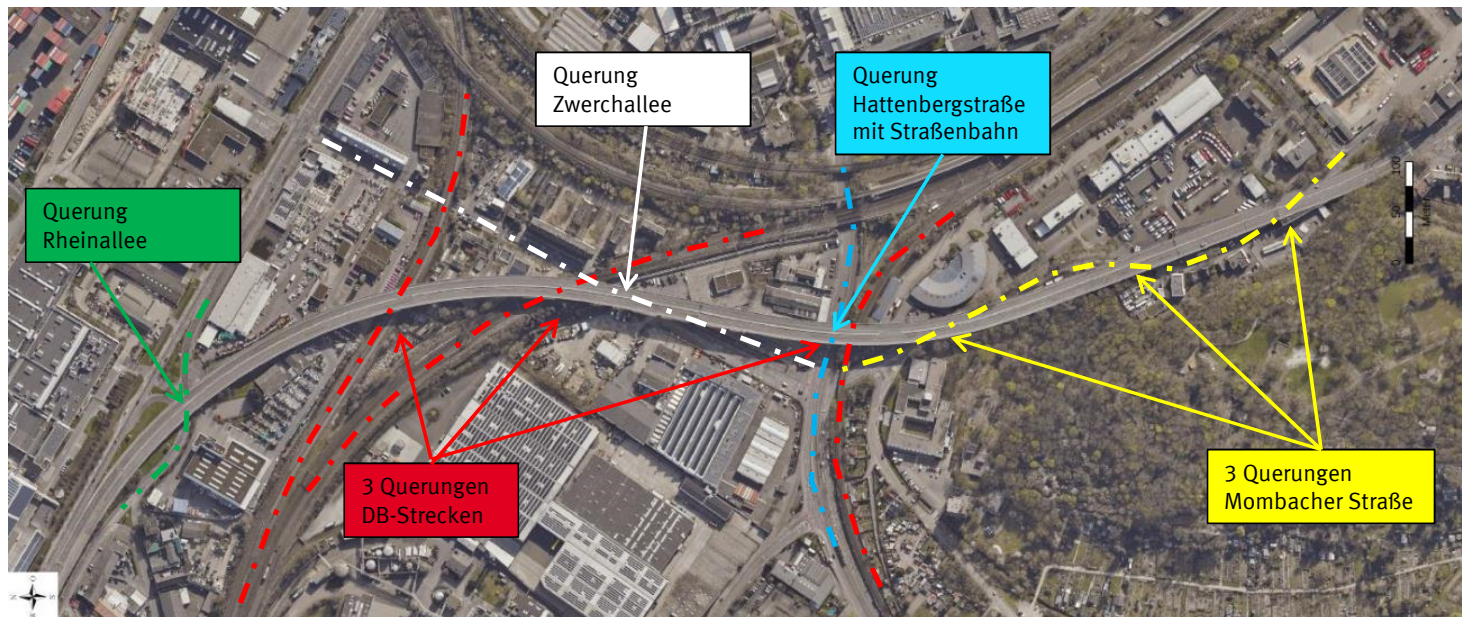 Querung
Zwerchallee
Querung
Hattenbergstraße
mit Straßenbahn
Querung
Rheinallee
3 Querungen
DB-Strecken
3 Querungen
Mombacher Straße
100
50
0